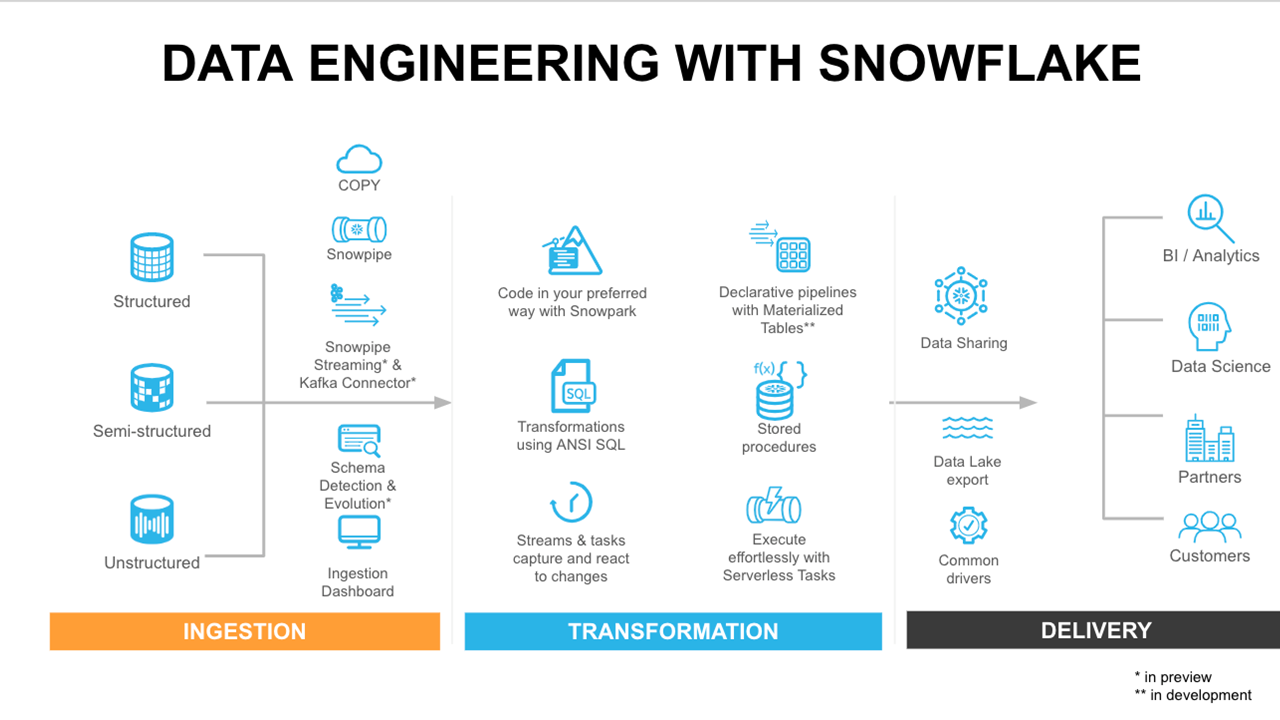 DATA ENGINEERING WITH SNOWFLAKE
Structured
Semi-structured
Unstructured
COPY
Snowpipe
Snowpipe
Streaming* &
Kafka Connector*
Schema
Detection &
Evolution*
Ingestion
Dashboard
INGESTION
Code in your preferred
way with Snowpark
Declarative pipelines
with Materialized
Tables**
SQL
Transformations
using ANSI SQL
f(x) { }
Stored
procedures
Streams & tasks
capture and react
to changes
Execute
effortlessly with
Serverless Tasks
TRANSFORMATION
Data Sharing
Data Lake
export
Common
drivers
BI / Analytics
Data Science
Partners
Customers
DELIVERY
* in preview
** in development